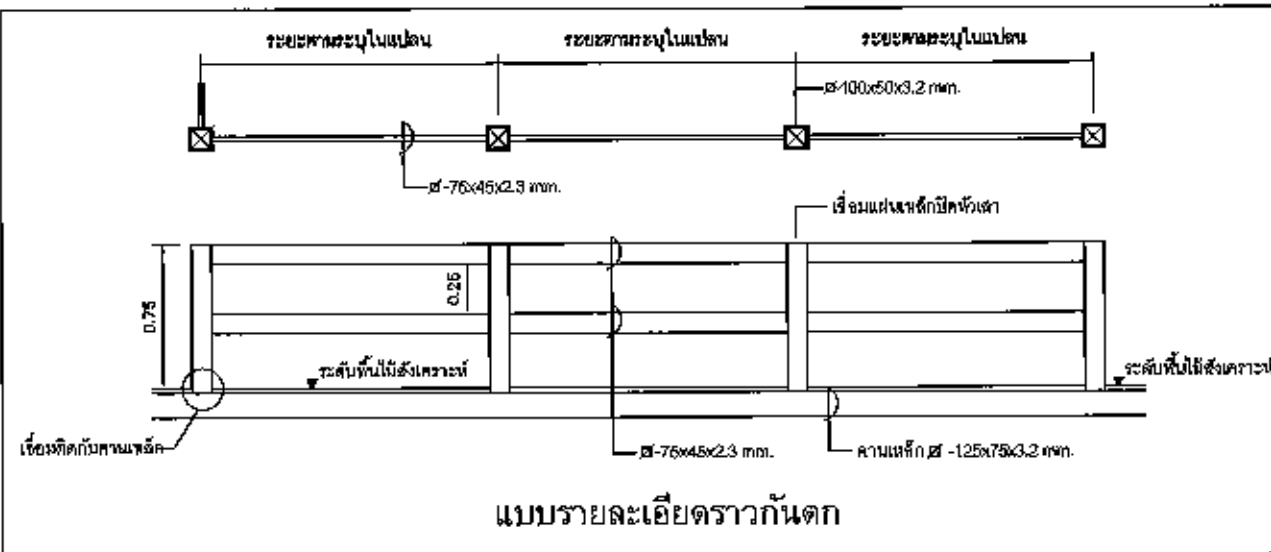 ระยะตามระบุในแปลน
ระยะตามระบุในแปลน
ระยะตามระบุในแปลน
Ø-100x50x3.2 mm.
Ø-75x45x2.3 mm.
เชื่อมแผ่นเหล็กปิดหัวเสา
0.75
0.25
ระดับพื้นไม้สังเคราะห์
ระดับพื้นไม้สังเคราะห์
เชื่อมติดกับคานเหล็ก
Ø-75x45x2.3 mm.
คานเหล็ก Ø -125x75x3.2 mm.
แบบรายละเอียดราวกันตก